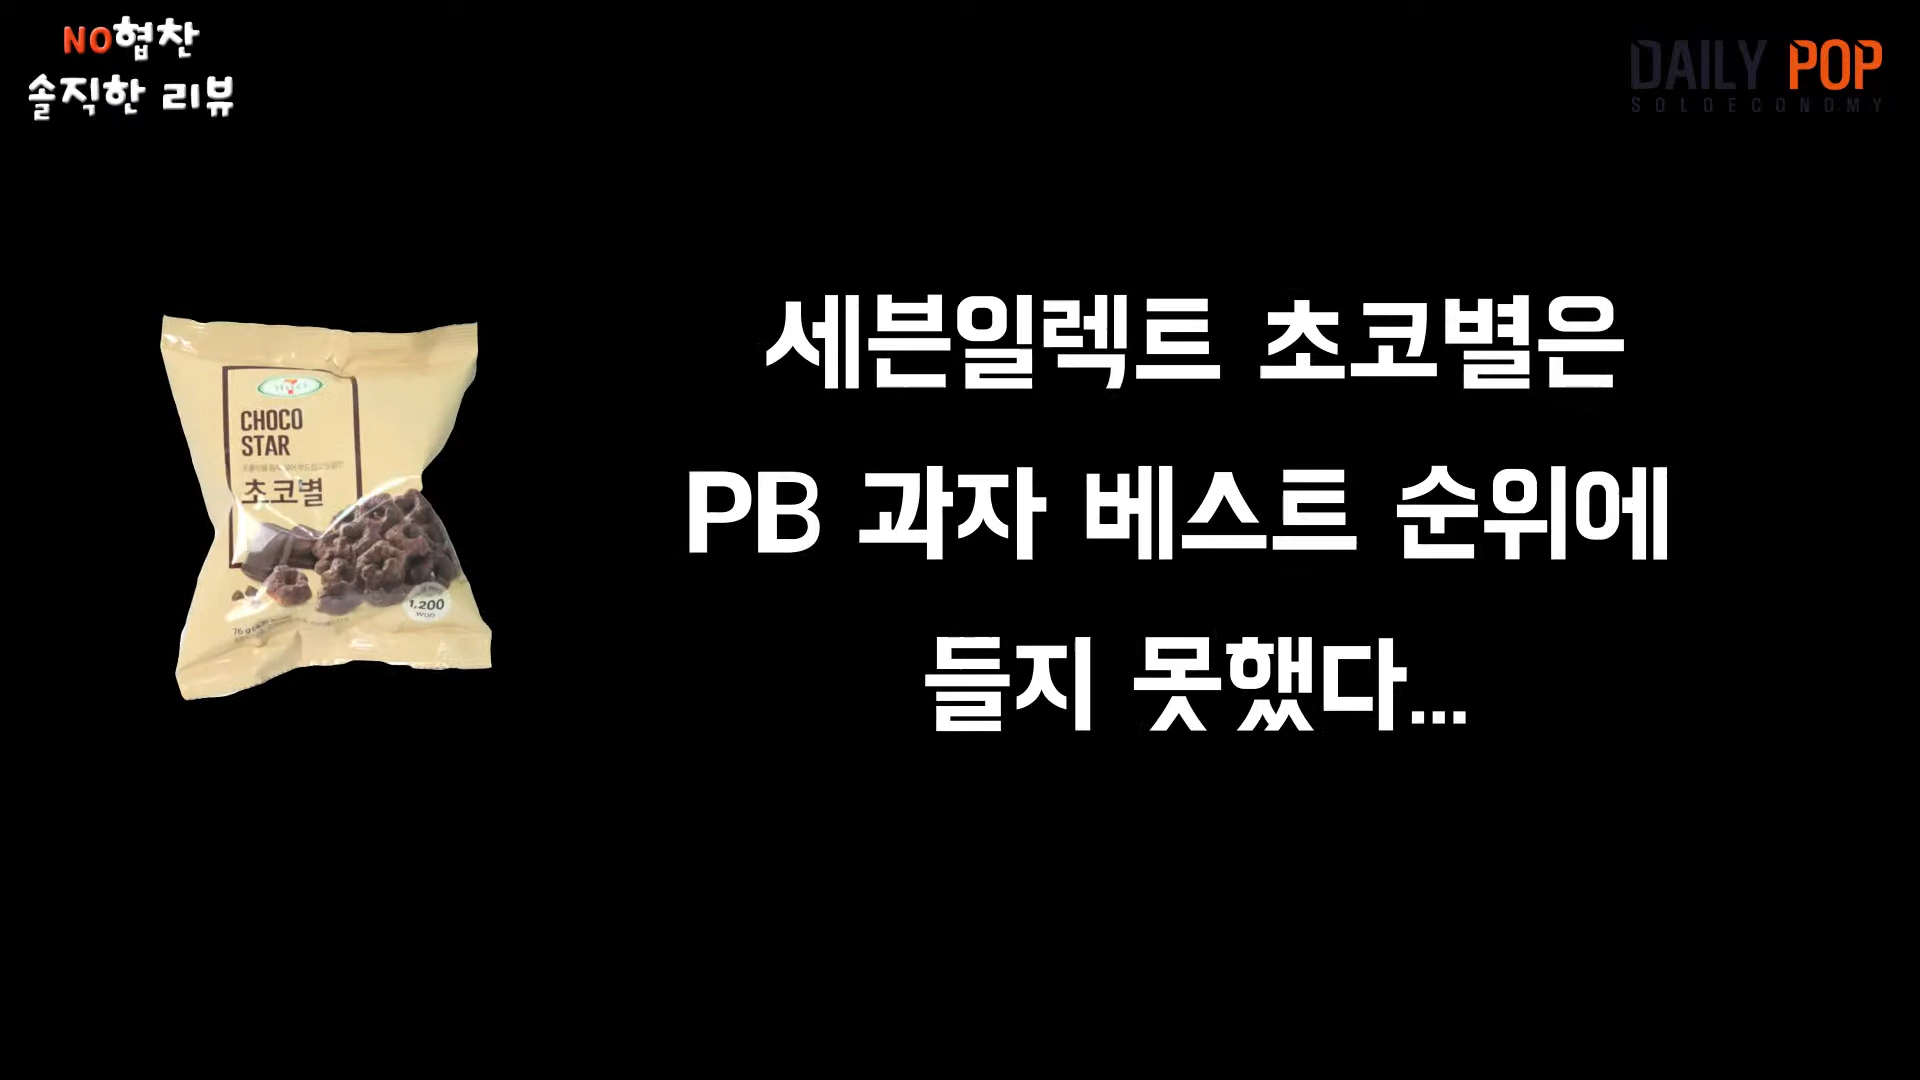 NO협찬
솔직한 리뷰
DAILY POP
SOLOECONOMY
세븐일렉트 초코별은
PB 과자 베스트 순위에
들지 못했다...
CHOCO
STAR
초코별
1,200
won